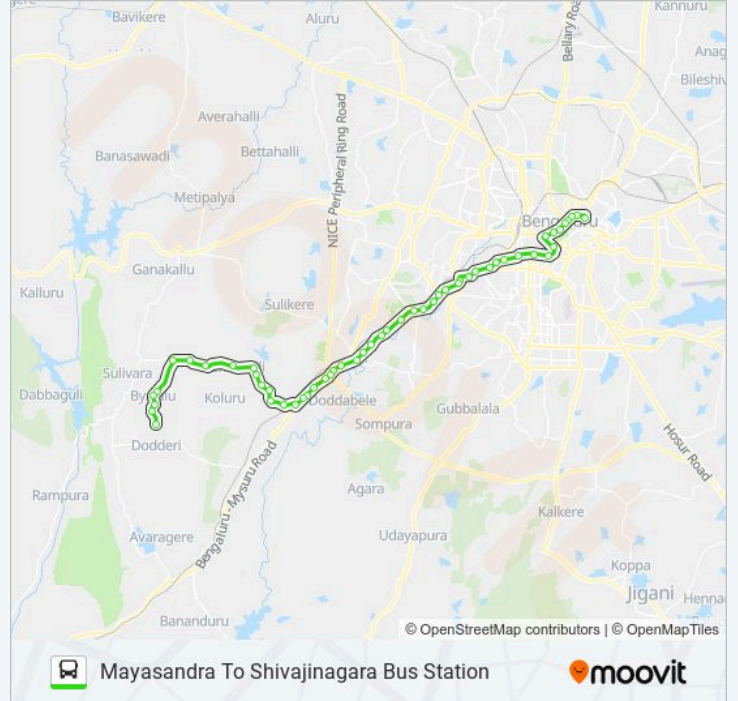 Kannuru
Bavikere
Aluru
Bellary Roa
Anag
Bileshiv
Averahalli
NICE Peripheral Ring Road
Banasawadi
Bettahalli
Metipalya
Bengaluru
Ganakallu
Kalluru
Sulikere
Sulivara
Dabbaguli
Koluru
Doddabele
Gubbalala
Sompura
Dodderi
Hosur Road
Bengaluru - Mysuru Road
Rampura
Agara
Kalkere
Avaragere
Udayapura
Koppa
Jigani
Henna
Bananduru
© OpenStreetMap contributors | © OpenMapTiles
Mayasandra To Shivajinagara Bus Station
moovit